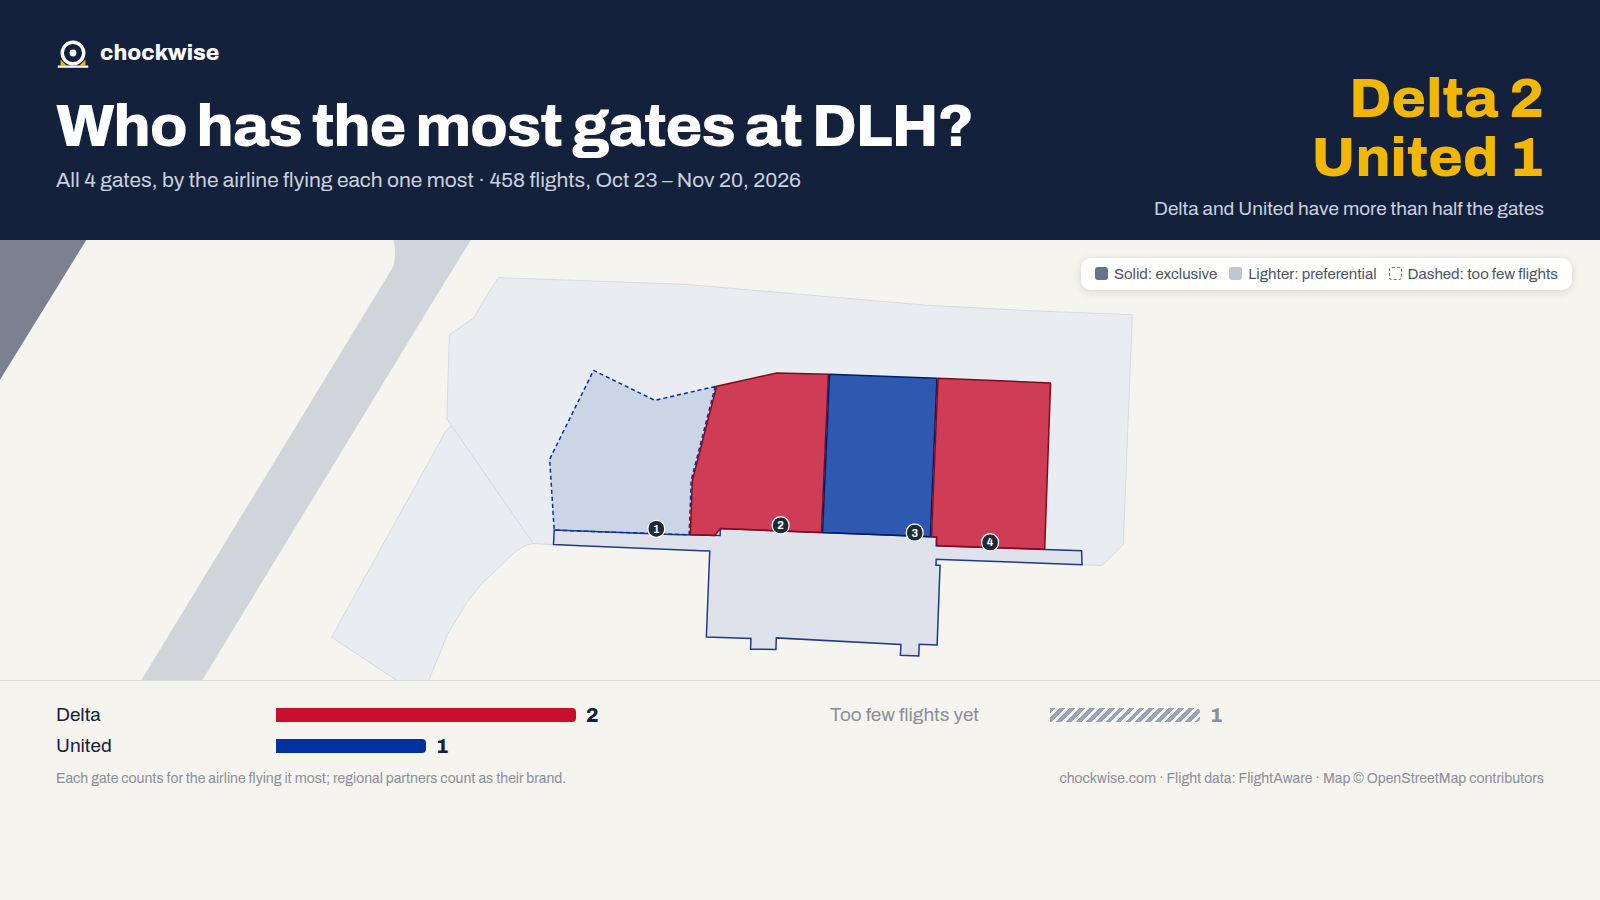 chockwise
Who has the most gates at DLH?
All 4 gates, by the airline flying each one most · 458 flights, Oct 23 – Nov 20, 2026
Delta 2
United 1
Delta and United have more than half the gates
Solid: exclusive Lighter: preferential Dashed: too few flights
1
2
3
4
Delta 2
United 1
Too few flights yet 1
Each gate counts for the airline flying it most; regional partners count as their brand.
chockwise.com · Flight data: FlightAware · Map © OpenStreetMap contributors